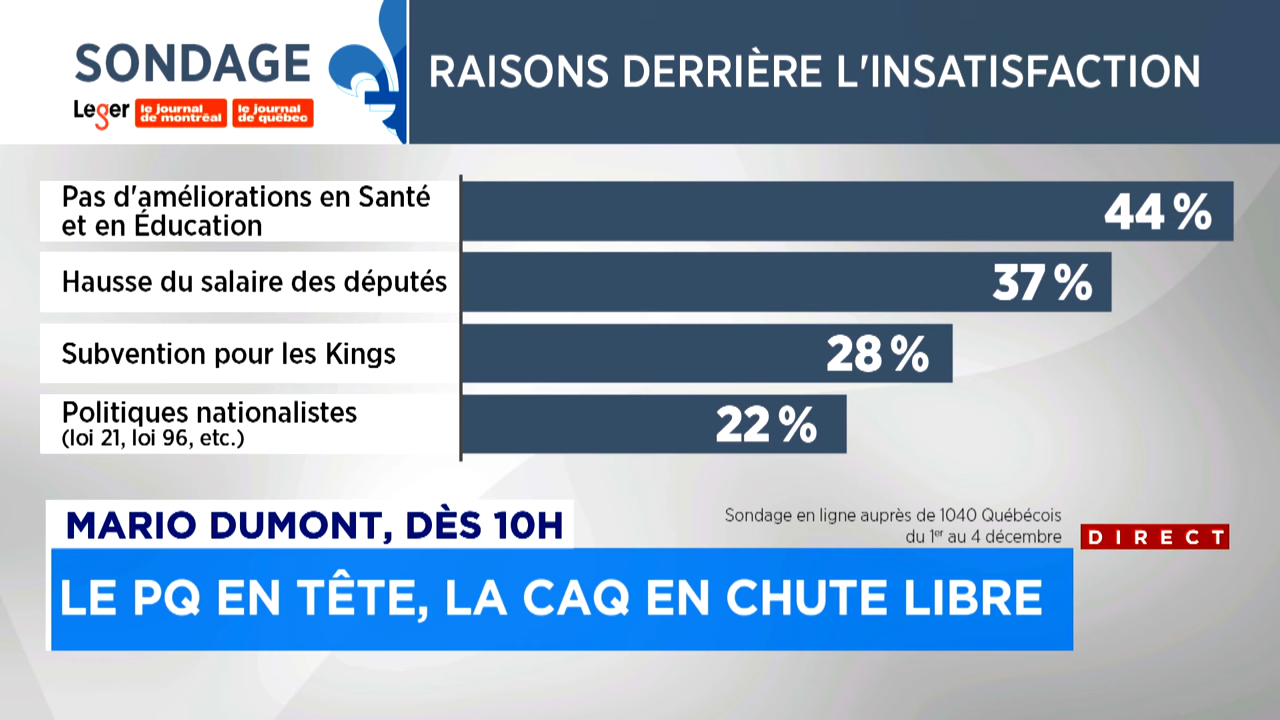 SONDAGE
Leger le journal de montréal le journal de québec
RAISONS DERRIÈRE L'INSATISFACTION
Pas d'améliorations en Santé
et en Éducation
44 %
Hausse du salaire des députés
37 %
Subvention pour les Kings
28 %
Politiques nationalistes
(loi 21, loi 96, etc.)
22 %
MARIO DUMONT, DÈS 10H
Sondage en ligne auprès de 1040 Québécois
du 1er au 4 décembre
DIRECT
LE PQ EN TÊTE, LA CAQ EN CHUTE LIBRE